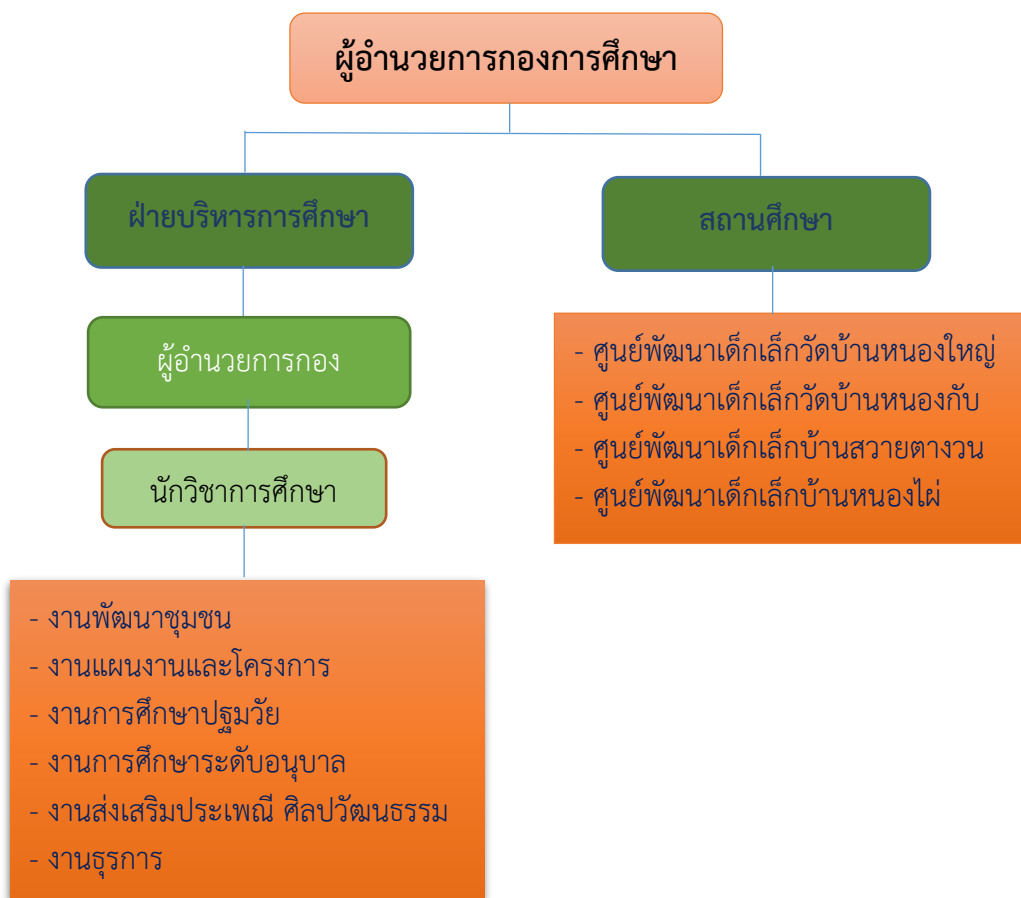 ผู้อำนวยการกองการศึกษา
ฝ่ายบริหารการศึกษา
สถานศึกษา
ผู้อำนวยการกอง
นักวิชาการศึกษา
- ศูนย์พัฒนาเด็กเล็กวัดบ้านหนองใหญ่
- ศูนย์พัฒนาเด็กเล็กวัดบ้านหนองกับ
- ศูนย์พัฒนาเด็กเล็กบ้านสวายตางวน
- ศูนย์พัฒนาเด็กเล็กบ้านหนองไผ่
- งานพัฒนาชุมชน
- งานแผนงานและโครงการ
- งานการศึกษาปฐมวัย
- งานการศึกษาระดับอนุบาล
- งานส่งเสริมประเพณี ศิลปวัฒนธรรม
- งานธุรการ